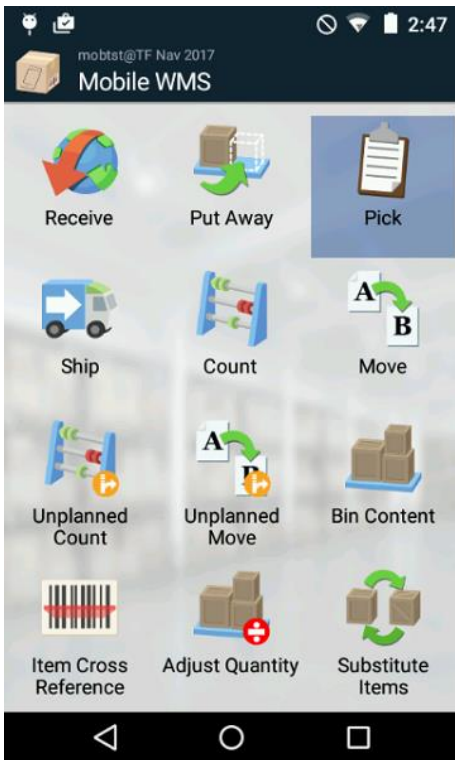 2:47
mobtst@TF Nav 2017
Mobile WMS
Receive
Put Away
Pick
Ship
Count
A
B
Move
Unplanned
Count
A
B
Unplanned
Move
Bin Content
Item Cross
Reference
Adjust Quantity
Substitute
Items